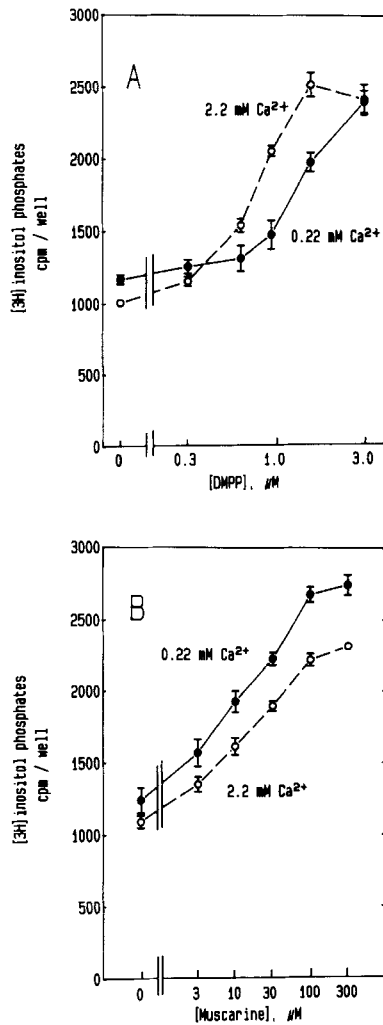 A
3000
2500
2000
1500
1000
500
0
[3H]inositol phosphates
cpm / well
2.2 mM Ca2+
0.22 mM Ca2+
0 0.3 1.0 3.0
[DMPP], µM
B
3000
2500
2000
1500
1000
500
0
[3H]inositol phosphates
cpm / well
0.22 mM Ca2+
2.2 mM Ca2+
0 3 10 30 100 300
[Muscarine], µM